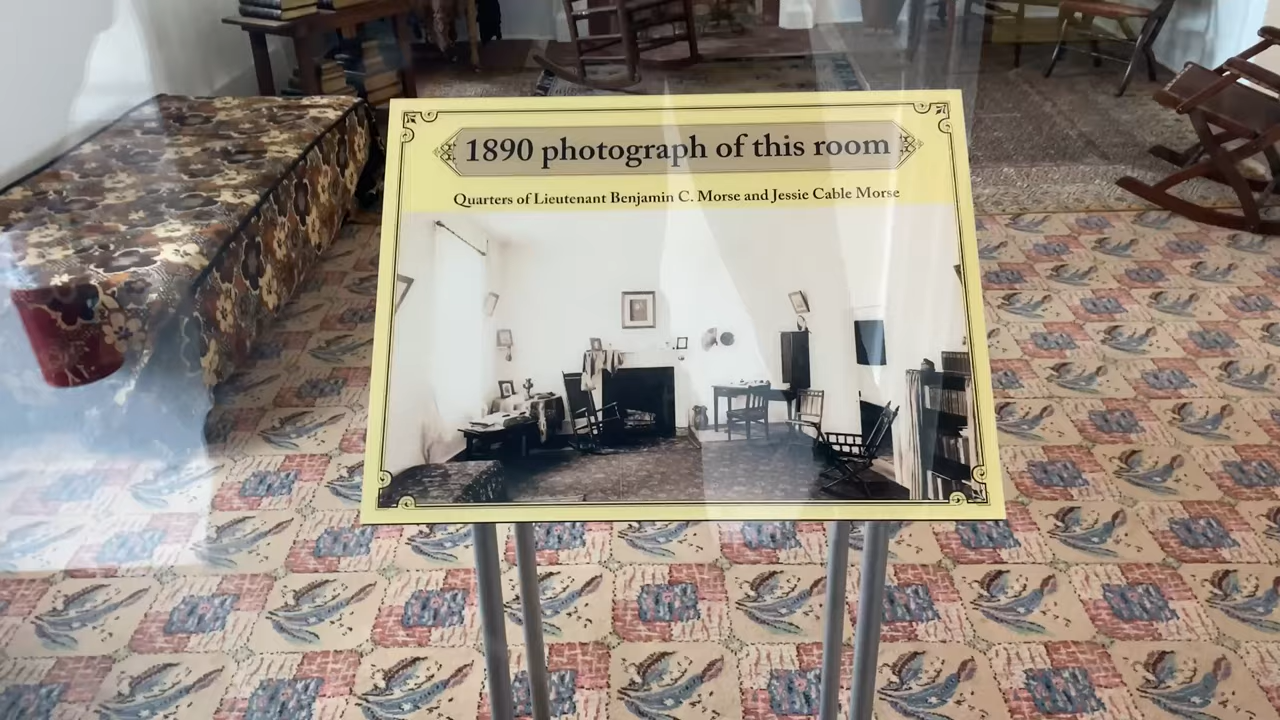 1890 photograph of this room
Quarters of Lieutenant Benjamin C. Morse and Jessie Cable Morse